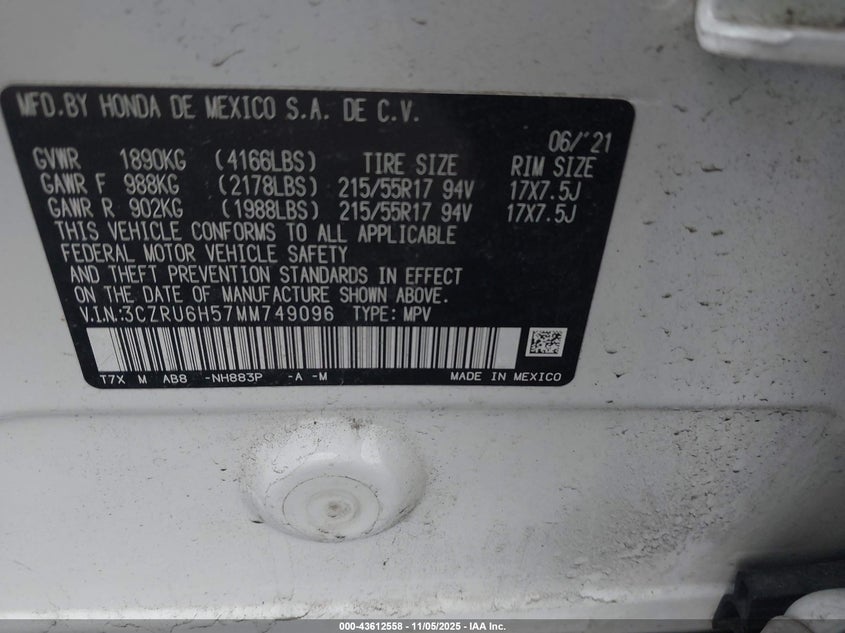 MFD.BY HONDA DE MEXICO S.A. DE C.V.
06/'21
GVWR 1890KG (4166LBS) TIRE SIZE RIM SIZE
GAWR F 988KG (2178LBS) 215/55R17 94V 17X7.5J
GAWR R 902KG (1988LBS) 215/55R17 94V 17X7.5J
THIS VEHICLE CONFORMS TO ALL APPLICABLE
FEDERAL MOTOR VEHICLE SAFETY
AND THEFT PREVENTION STANDARDS IN EFFECT
ON THE DATE OF MANUFACTURE SHOWN ABOVE.
V.I.N.:3CZRU6H57MM749096 TYPE: MPV
T7X M AB8 -NH883P -A -M MADE IN MEXICO
000-43612558 - 11/05/2025 - IAA Inc.